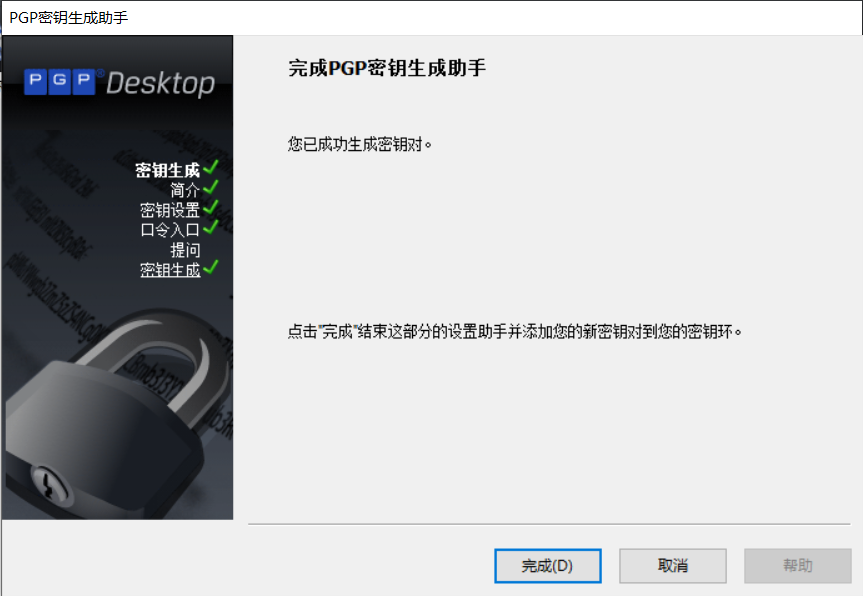 PGP密钥生成助手
PGP® Desktop
密钥生成
简介
密钥设置
口令入口
提问
密钥生成
完成PGP密钥生成助手
您已成功生成密钥对。
点击"完成"结束这部分的设置助手并添加您的新密钥对到您的密钥环。
完成(D)
取消
帮助